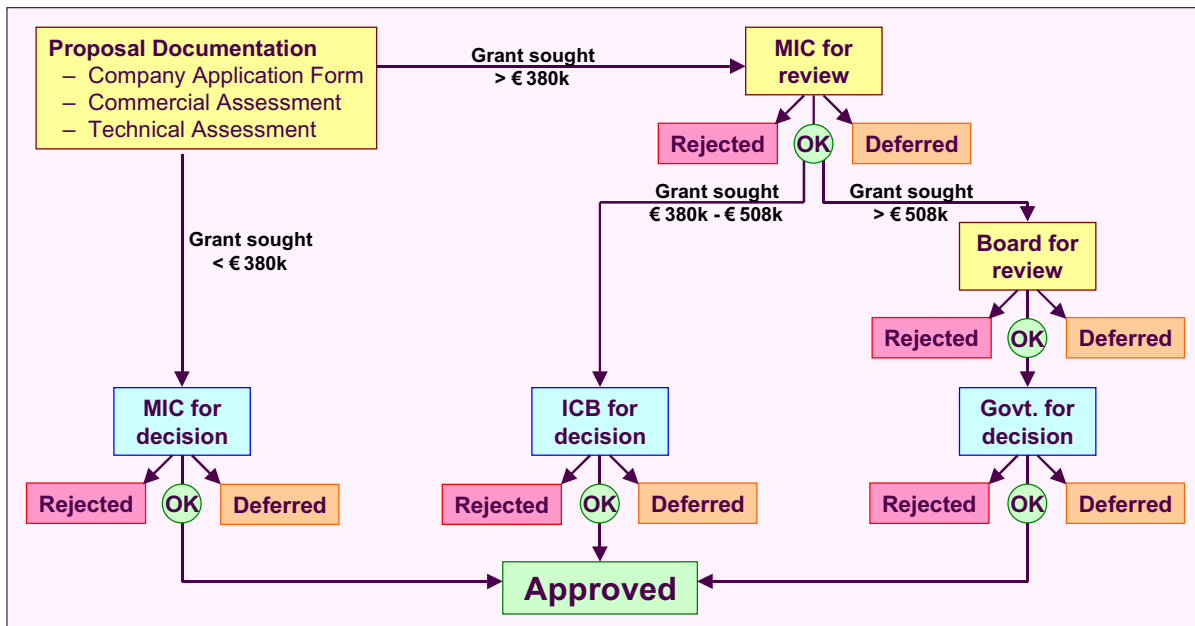 Proposal Documentation
– Company Application Form
– Commercial Assessment
– Technical Assessment
Grant sought
> € 380k
MIC for
review
Rejected
OK
Deferred
Grant sought
€ 380k - € 508k
Grant sought
> € 508k
Grant sought
< € 380k
Board for
review
Rejected
OK
Deferred
MIC for
decision
Rejected
OK
Deferred
ICB for
decision
Rejected
OK
Deferred
Govt. for
decision
Rejected
OK
Deferred
Approved